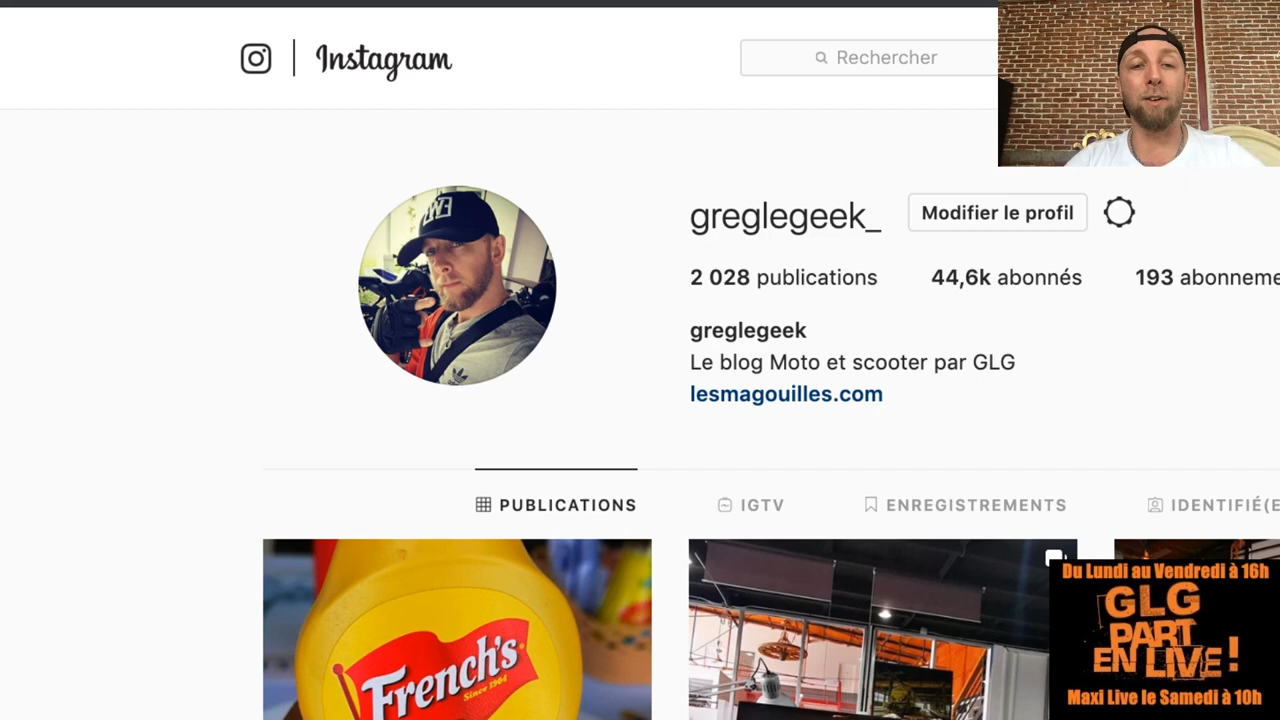 Instagram
Rechercher
greglegeek_
Modifier le profil
2 028 publications
44,6k abonnés
193 abonneme
greglegeek
Le blog Moto et scooter par GLG
lesmagouilles.com
PUBLICATIONS
IGTV
ENREGISTREMENTS
IDENTIFIÉ(E
French's
Since 1904
Du Lundi au Vendredi à 16h
GLG
PART
EN LIVE !
Maxi Live le Samedi à 10h